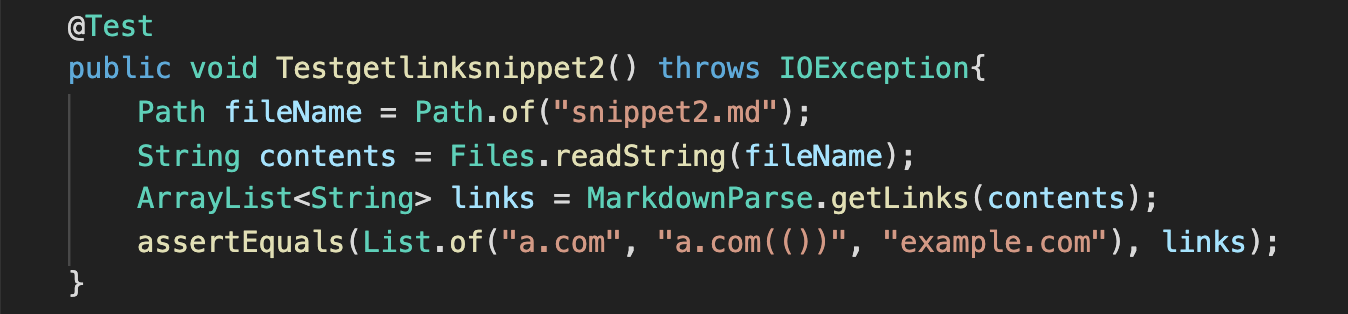 @Test
public void Testgetlinksnippet2() throws IOException{
    Path fileName = Path.of("snippet2.md");
    String contents = Files.readString(fileName);
    ArrayList<String> links = MarkdownParse.getLinks(contents);
    assertEquals(List.of("a.com", "a.com(())", "example.com"), links);
}